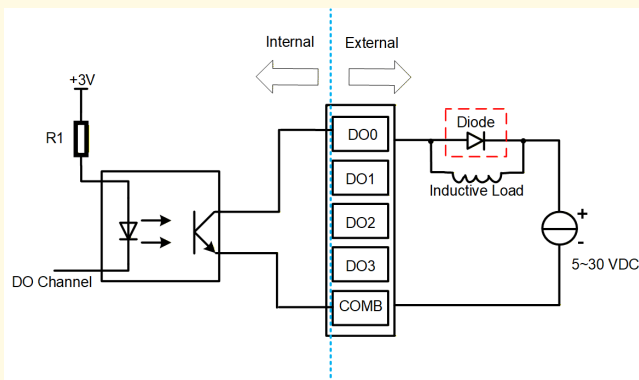 Internal
External
+3V
R1
DO Channel
DO0
DO1
DO2
DO3
COMB
Diode
Inductive Load
+
-
5~30 VDC